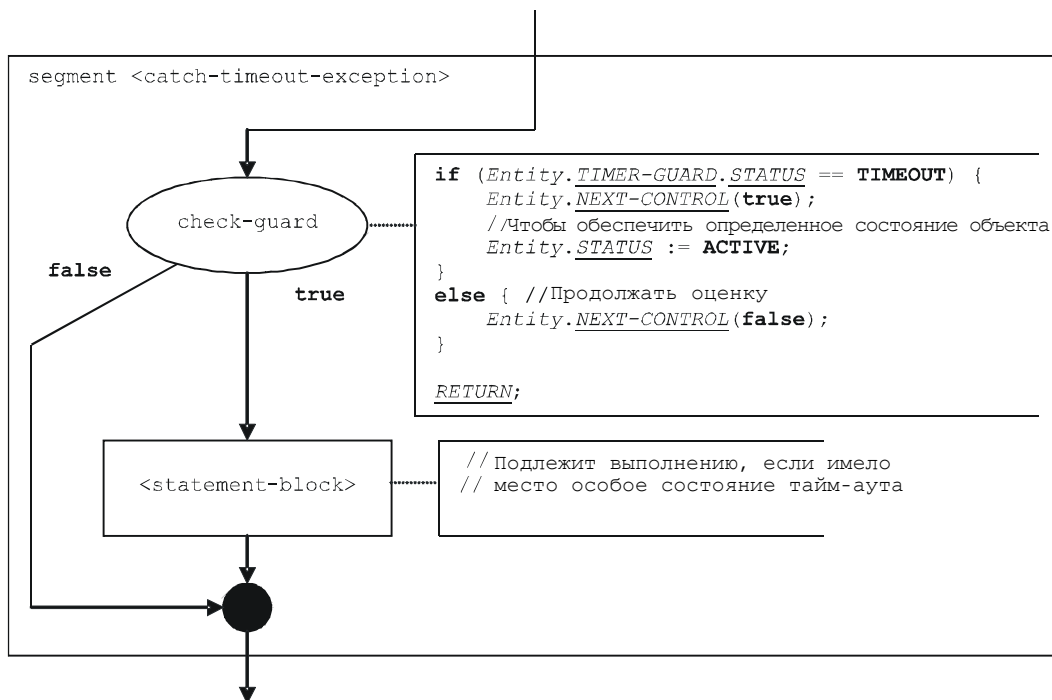 segment <catch-timeout-exception>
check-guard
false
true
if (Entity.TIMER-GUARD.STATUS == TIMEOUT) {
Entity.NEXT-CONTROL(true);
//Чтобы обеспечить определенное состояние объекта
Entity.STATUS := ACTIVE;
}
else { //Продолжать оценку
Entity.NEXT-CONTROL(false);
}
RETURN;
<statement-block>
// Подлежит выполнению, если имело
// место особое состояние тайм-аута